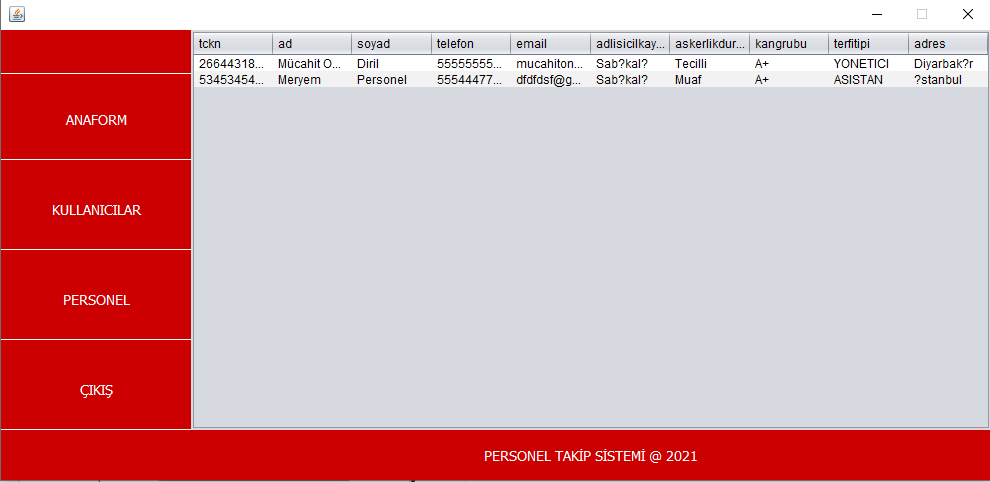 tckn ad soyad telefon email adlisicilkay... askerlikdur... kangrubu terfitipi adres
26644318... Mücahit O... Diril 55555555... mucahiton... Sab?kal? Tecilli A+ YONETICI Diyarbak?r
53453454... Meryem Personel 55544477... dfdfdsf@g... Sab?kal? Muaf A+ ASISTAN ?stanbul
ANAFORM
KULLANICILAR
PERSONEL
ÇIKIŞ
PERSONEL TAKİP SİSTEMİ @ 2021